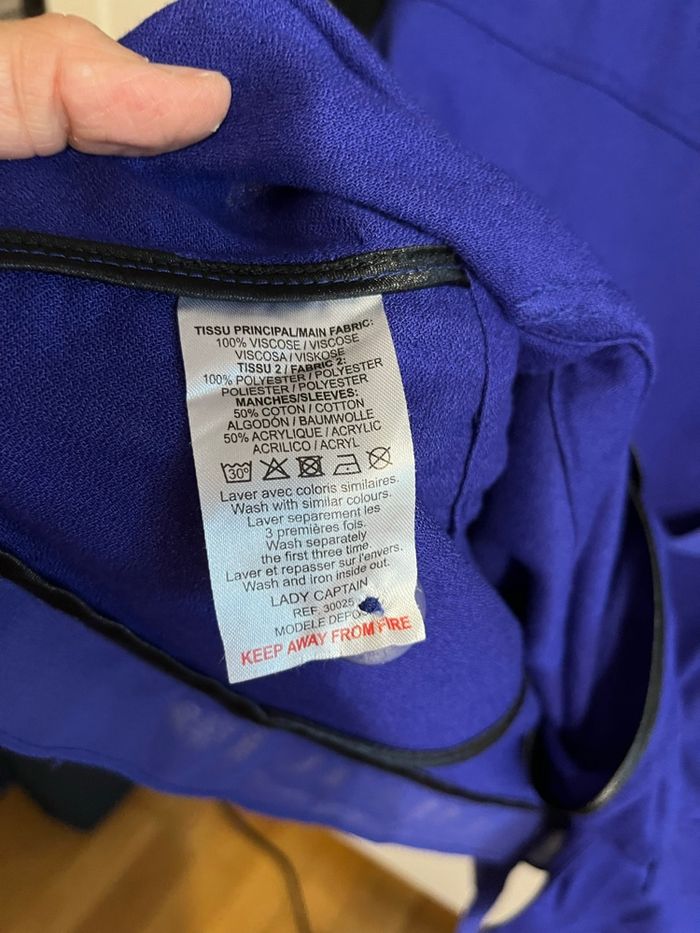 TISSU PRINCIPAL/MAIN FABRIC:
100% VISCOSE / VISCOSE
VISCOSA / VISKOSE
TISSU 2 / FABRIC 2:
100% POLYESTER / POLYESTER
POLIESTER / POLYESTER
MANCHES/SLEEVES:
50% COTON / COTTON
ALGODÓN / BAUMWOLLE
50% ACRYLIQUE / ACRYLIC
ACRILICO / ACRYL
30°
Laver avec coloris similaires.
Wash with similar colours.
Laver separement les
3 premières fois.
Wash separately
the first three time.
Laver et repasser sur l'envers.
Wash and Iron inside out.
LADY CAPTAIN
REF. 30025
MODELE DEPO
KEEP AWAY FROM FIRE